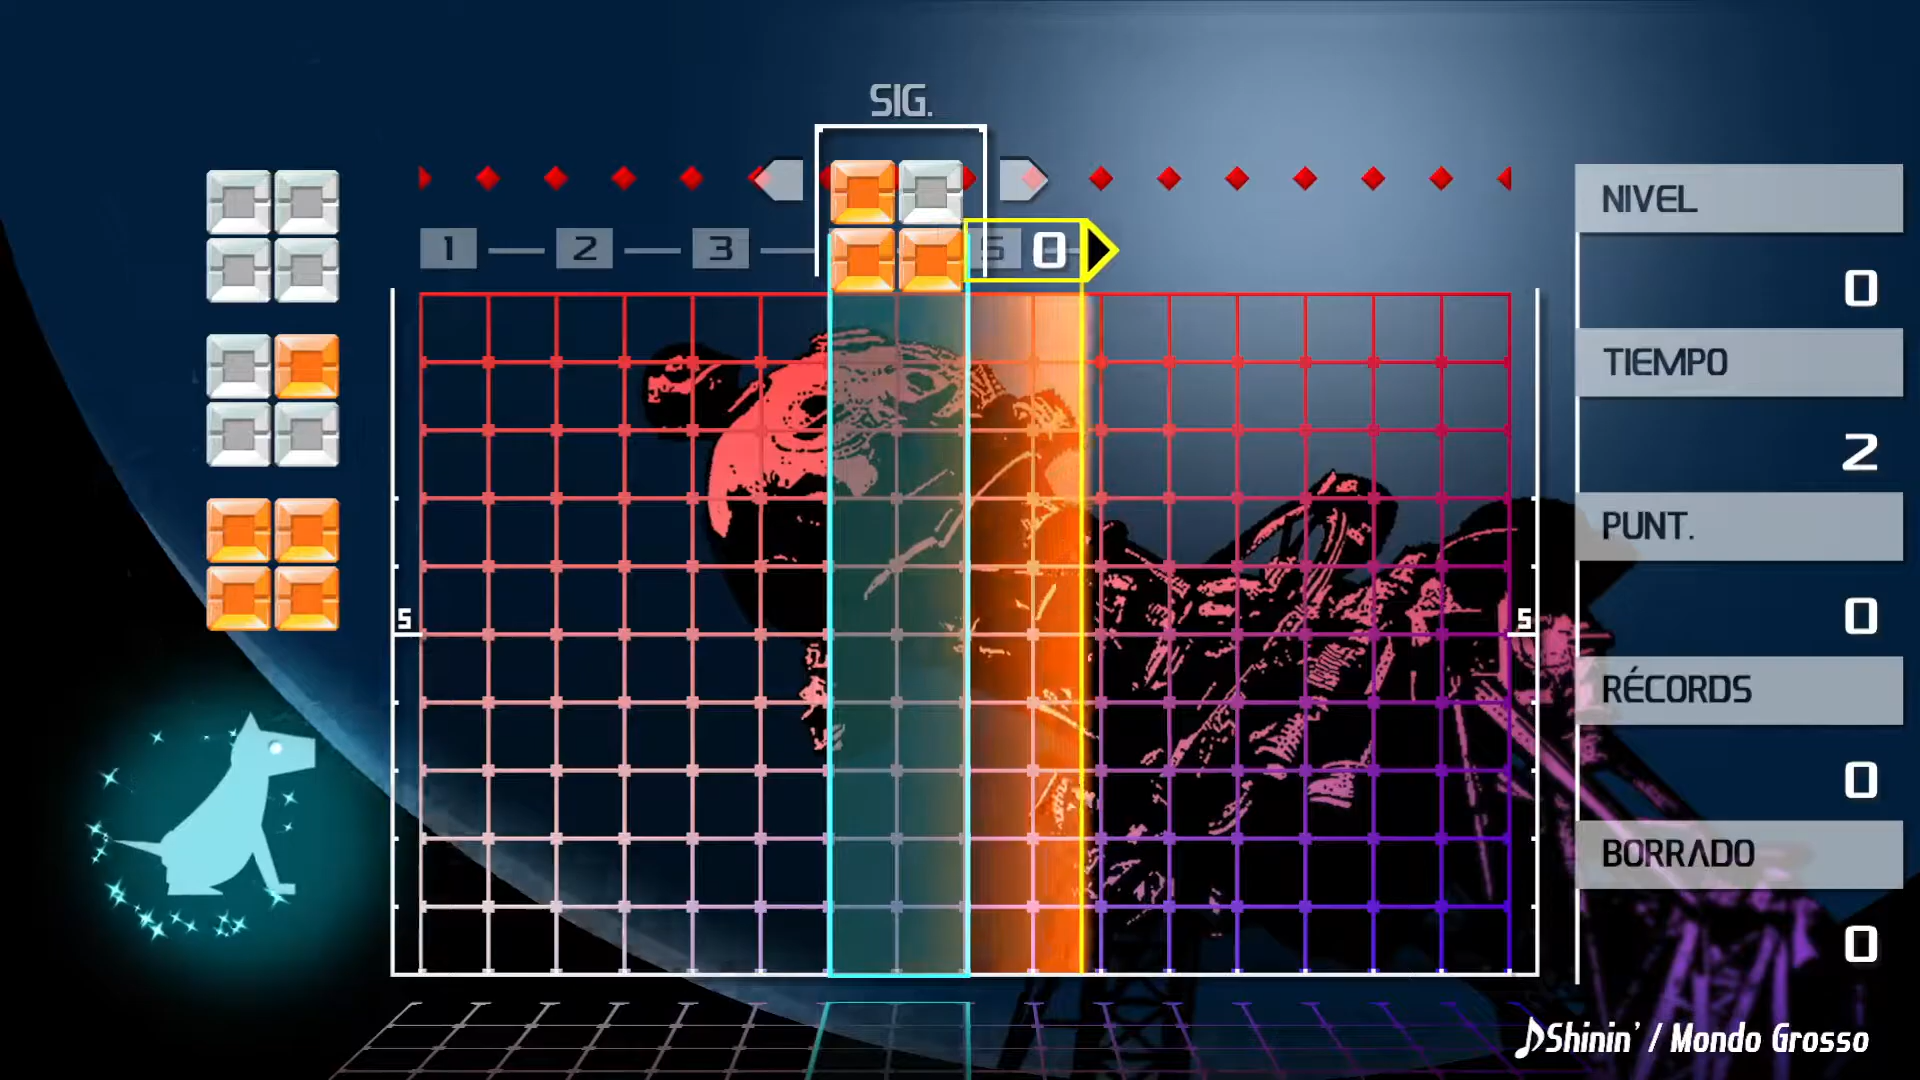 SIG.
1 2 3 5 0
NIVEL
0
TIEMPO
2
PUNT.
0
5 5
RÉCORDS
0
BORRADO
0
♪Shinin' / Mondo Grosso